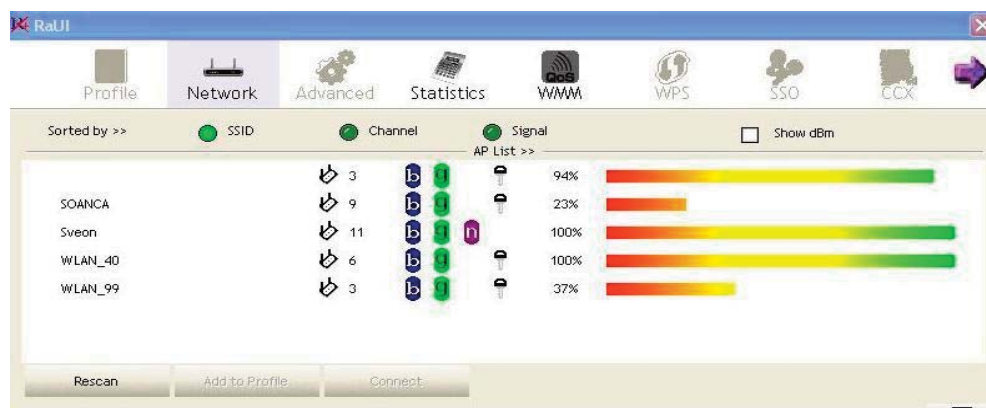 RaUI
Profile Network Advanced Statistics QoS WMM WPS SSO CCX
Sorted by >> SSID Channel Signal Show dBm
AP List >>
3 b g 94%
SOANCA 9 b g 23%
Sveon 11 b g n 100%
WLAN_40 6 b g 100%
WLAN_99 3 b g 37%
Rescan Add to Profile Connect